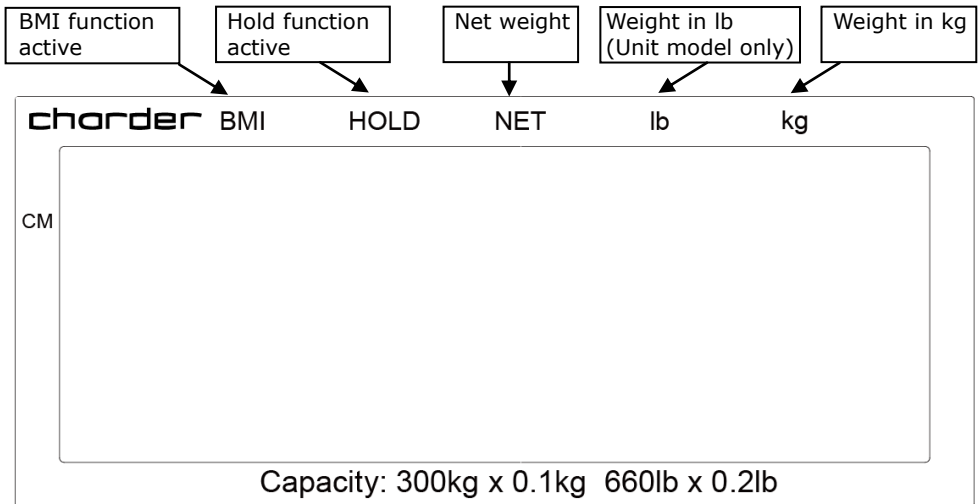 BMI function
active
Hold function
active
Net weight
Weight in lb
(Unit model only)
Weight in kg
charder BMI HOLD NET lb kg
CM
Capacity: 300kg x 0.1kg 660lb x 0.2lb